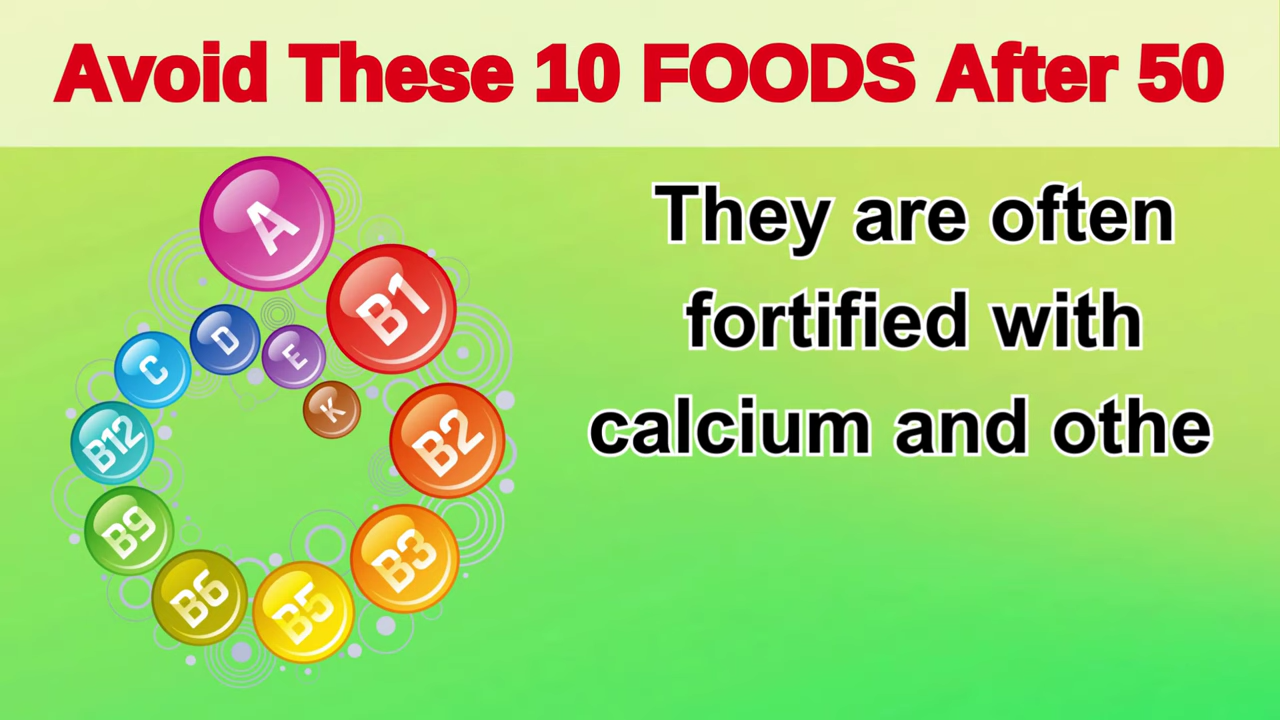 Avoid These 10 FOODS After 50
They are often
fortified with
calcium and othe
A
B1
B2
B3
B5
B6
B9
B12
C
D
E
K